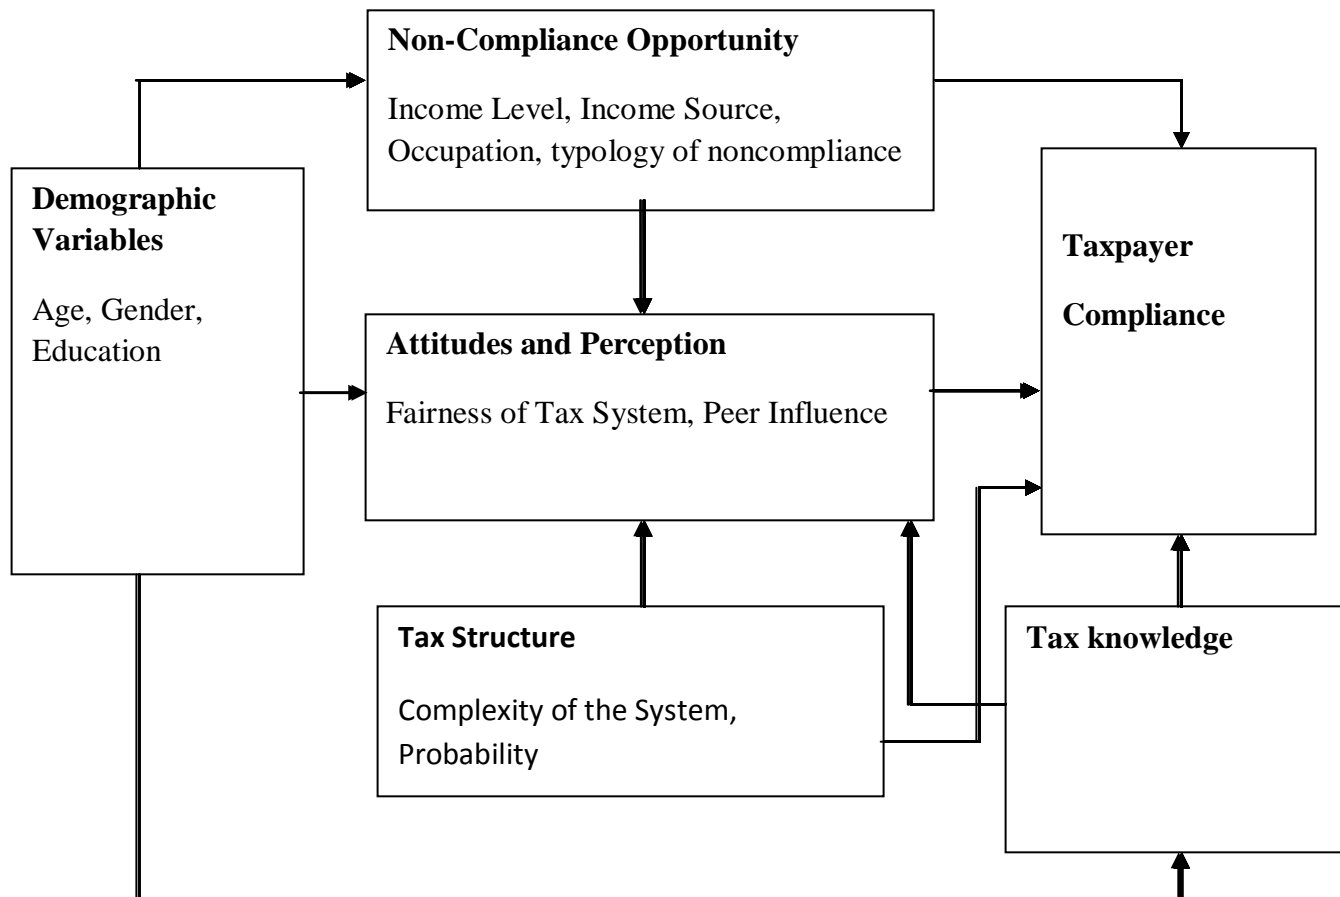 Non-Compliance Opportunity
Income Level, Income Source,
Occupation, typology of noncompliance
Demographic
Variables
Age, Gender,
Education
Taxpayer
Compliance
Attitudes and Perception
Fairness of Tax System, Peer Influence
Tax Structure
Complexity of the System,
Probability
Tax knowledge